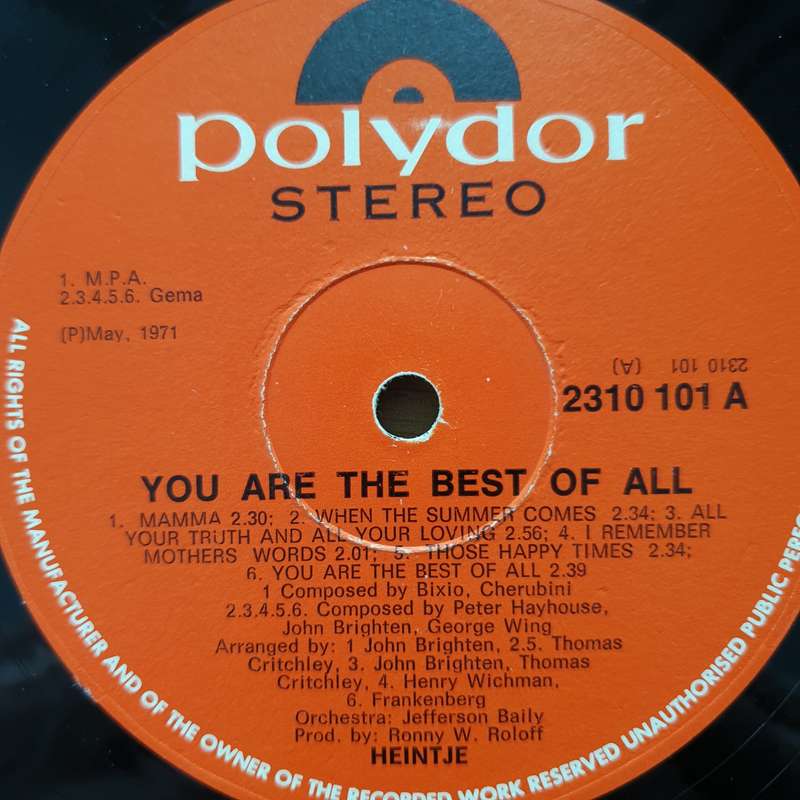 polydor
STEREO
1. M.P.A.
2.3.4.5.6. Gema
(P)May, 1971
2310 101 (A)
2310 101 A
YOU ARE THE BEST OF ALL
1. MAMMA 2.30; 2. WHEN THE SUMMER COMES 2.34; 3. ALL
YOUR TRUTH AND ALL YOUR LOVING 2.56; 4. I REMEMBER
MOTHERS WORDS 2.01; 5. THOSE HAPPY TIMES 2.34;
6. YOU ARE THE BEST OF ALL 2.39
1 Composed by Bixio, Cherubini
2.3.4.5.6. Composed by Peter Hayhouse,
John Brighten, George Wing
Arranged by: 1 John Brighten, 2.5. Thomas
Critchley, 3. John Brighten, Thomas
Critchley, 4. Henry Wichman,
6. Frankenberg
Orchestra: Jefferson Baily
Prod. by: Ronny W. Roloff
HEINTJE
ALL RIGHTS OF THE MANUFACTURER AND OF THE OWNER OF THE RECORDED WORK RESERVED UNAUTHORISED PUBLIC